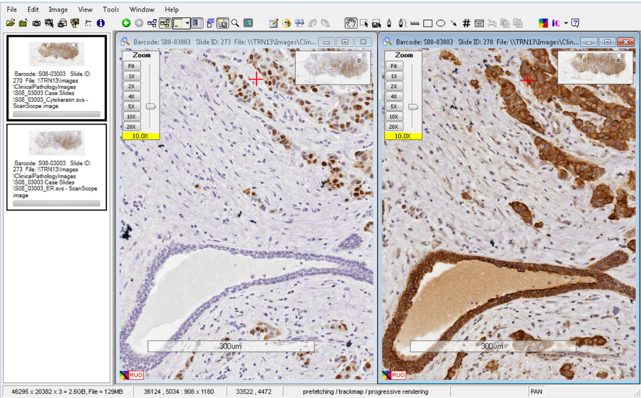 File Edit Image View Tools Window Help
iC
Barcode: S08-03003 Slide ID:
270 File: \\TRN13\Images
\ClinicalPathology\Images
\S08_03003 Case Slides
\S08_03003_Cytokeratin.svs -
ScanScope image
Barcode: S08-03003 Slide ID:
273 File: \\TRN13\Images
\ClinicalPathology\Images
\S08_03003 Case Slides
\S08_03003_ER.svs - ScanScope
image
Barcode: S08-03003 Slide ID: 273 File: \\TRN13\Images\Clin...
Zoom
Fit
1X
2X
4X
5X
10X
20X
10.0X
300um
RUO
Barcode: S08-03003 Slide ID: 270 File: \\TRN13\Images\Clin...
Zoom
Fit
1X
2X
4X
5X
10X
20X
10.0X
300um
RUO
46295 x 20382 x 3 = 2.6GB, File = 129MB 36124 , 5034 : 908 x 1180 33522 , 4472 prefetching / trackmap / progressive rendering PAN